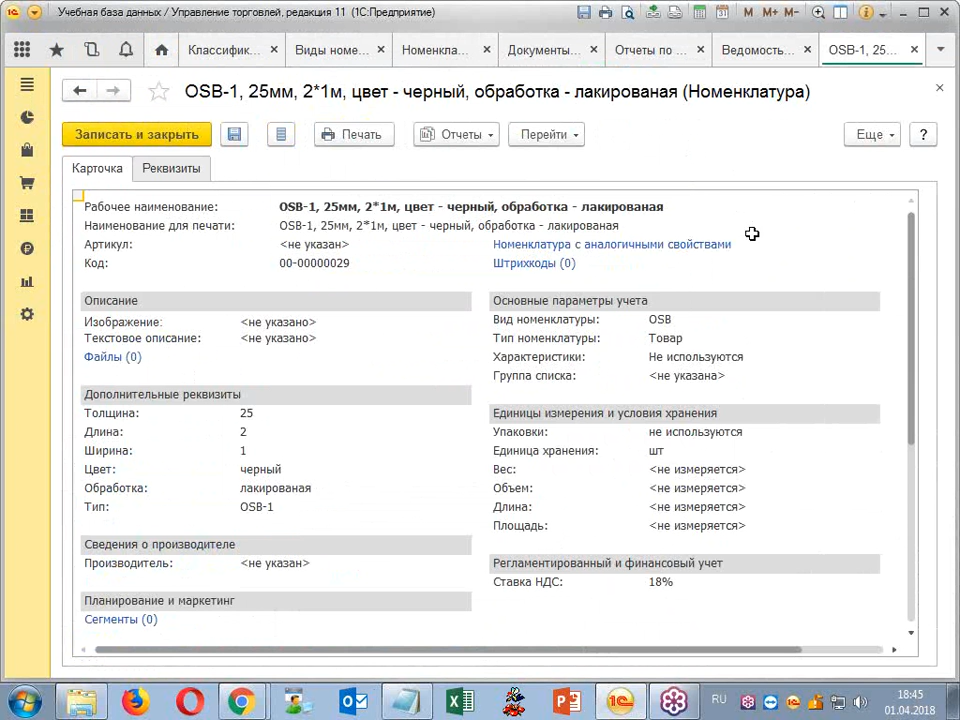 Учебная база данных / Управление торговлей, редакция 11 (1С:Предприятие)
M M+ M-
Классифик...
Виды номе...
Номенкла...
Документы...
Отчеты по ...
Ведомость...
OSB-1, 25...
OSB-1, 25мм, 2*1м, цвет - черный, обработка - лакированая (Номенклатура)
Записать и закрыть
Печать
Отчеты
Перейти
Еще
?
Карточка
Реквизиты
Рабочее наименование: OSB-1, 25мм, 2*1м, цвет - черный, обработка - лакированая
Наименование для печати: OSB-1, 25мм, 2*1м, цвет - черный, обработка - лакированая
Артикул: <не указан> Номенклатура с аналогичными свойствами
Код: 00-00000029 Штрихкоды (0)
Описание
Изображение: <не указано>
Текстовое описание: <не указано>
Файлы (0)
Дополнительные реквизиты
Толщина: 25
Длина: 2
Ширина: 1
Цвет: черный
Обработка: лакированая
Тип: OSB-1
Сведения о производителе
Производитель: <не указан>
Планирование и маркетинг
Сегменты (0)
Основные параметры учета
Вид номенклатуры: OSB
Тип номенклатуры: Товар
Характеристики: Не используются
Группа списка: <не указана>
Единицы измерения и условия хранения
Упаковки: не используются
Единица хранения: шт
Вес: <не измеряется>
Объем: <не измеряется>
Длина: <не измеряется>
Площадь: <не измеряется>
Регламентированный и финансовый учет
Ставка НДС: 18%
RU
18:45
01.04.2018